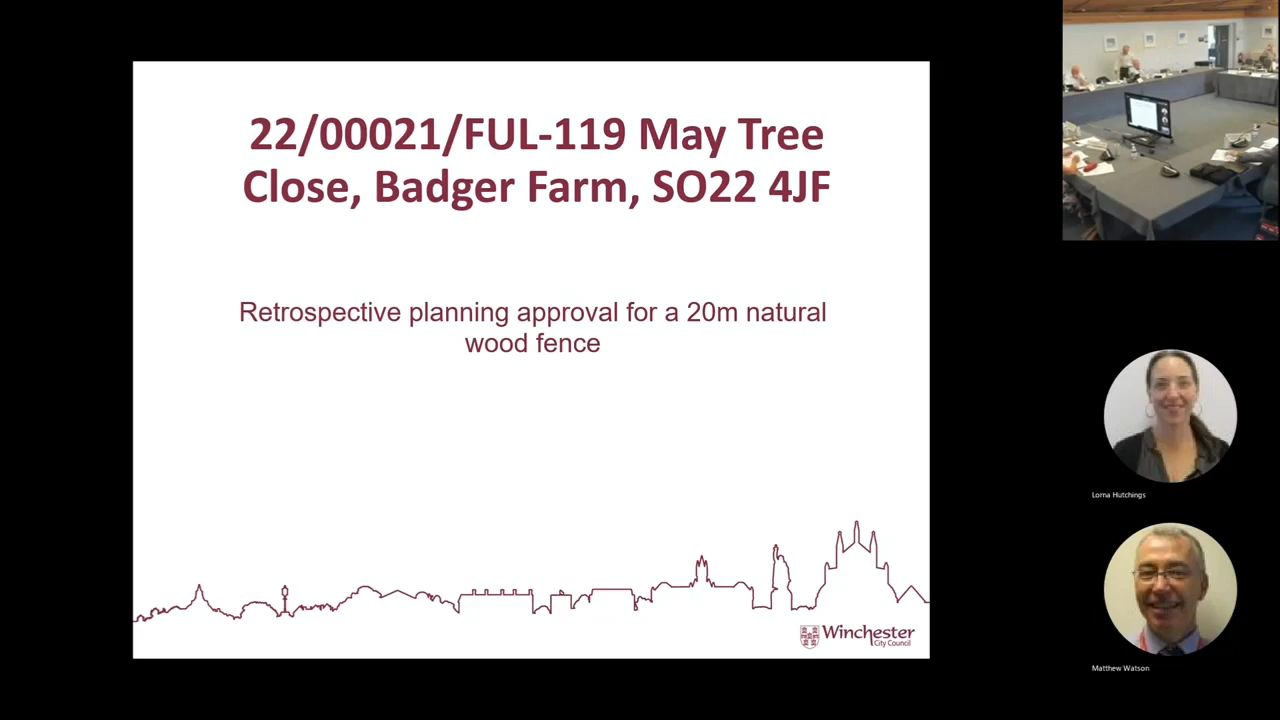 22/00021/FUL-119 May Tree
Close, Badger Farm, SO22 4JF
Retrospective planning approval for a 20m natural
wood fence
Winchester
City Council
Lorna Hutchings
Matthew Watson